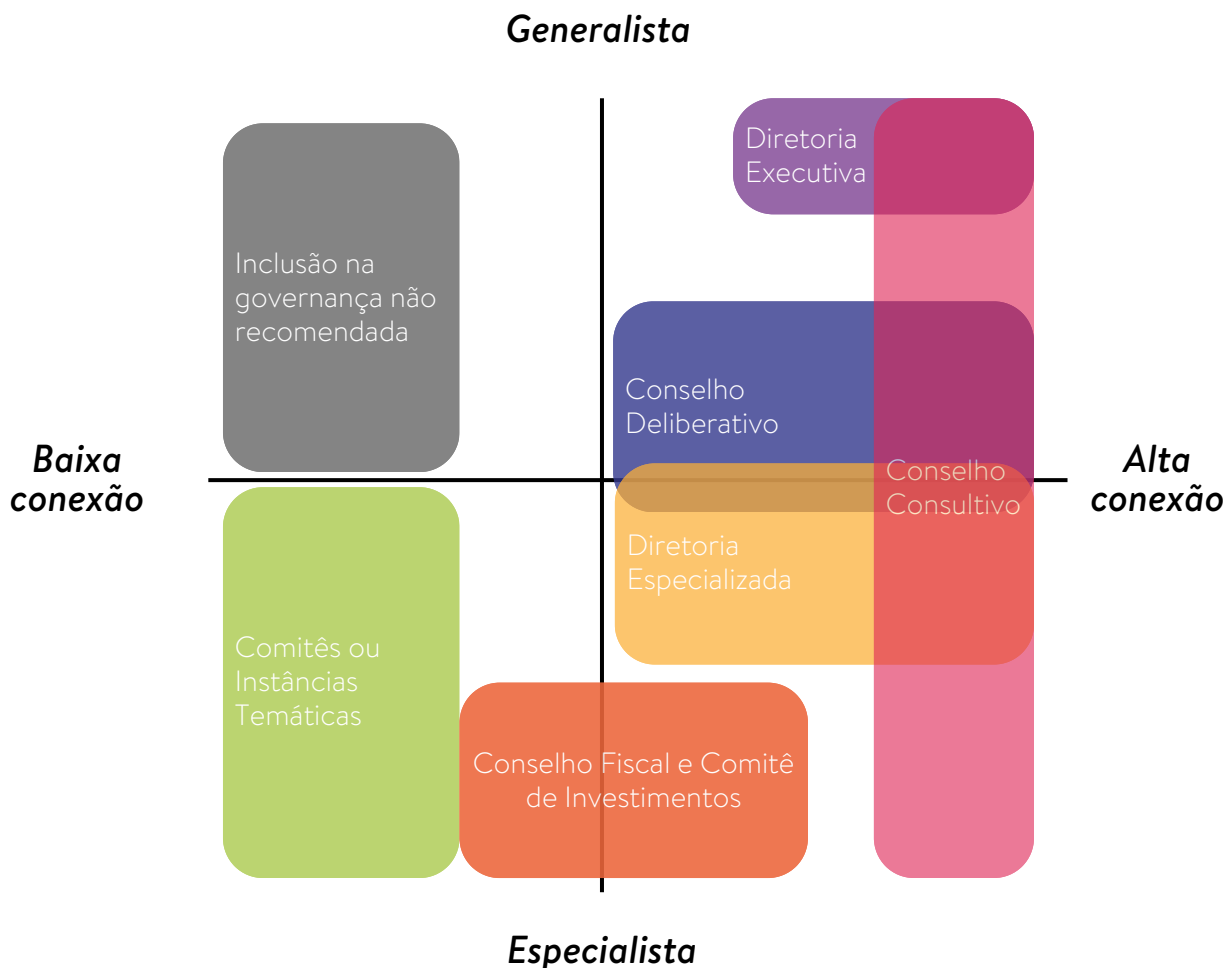 Generalista
Diretoria
Executiva
Inclusão na
governança não
recomendada
Conselho
Deliberativo
Baixa
conexão
Alta
conexão
Conselho
Consultivo
Diretoria
Especializada
Comitês ou
Instâncias
Temáticas
Conselho Fiscal e Comitê
de Investimentos
Especialista